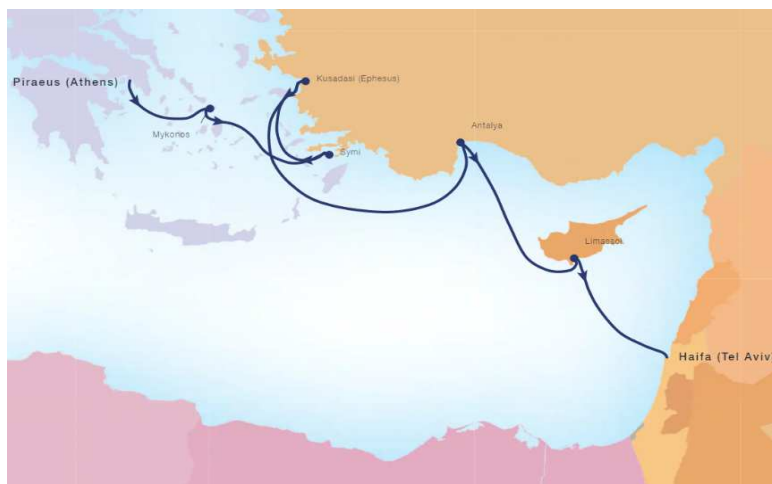 Piraeus (Athens)
Kusadasi (Ephesus)
Mykonos
Symi
Antalya
Limassol
Haifa (Tel Aviv)